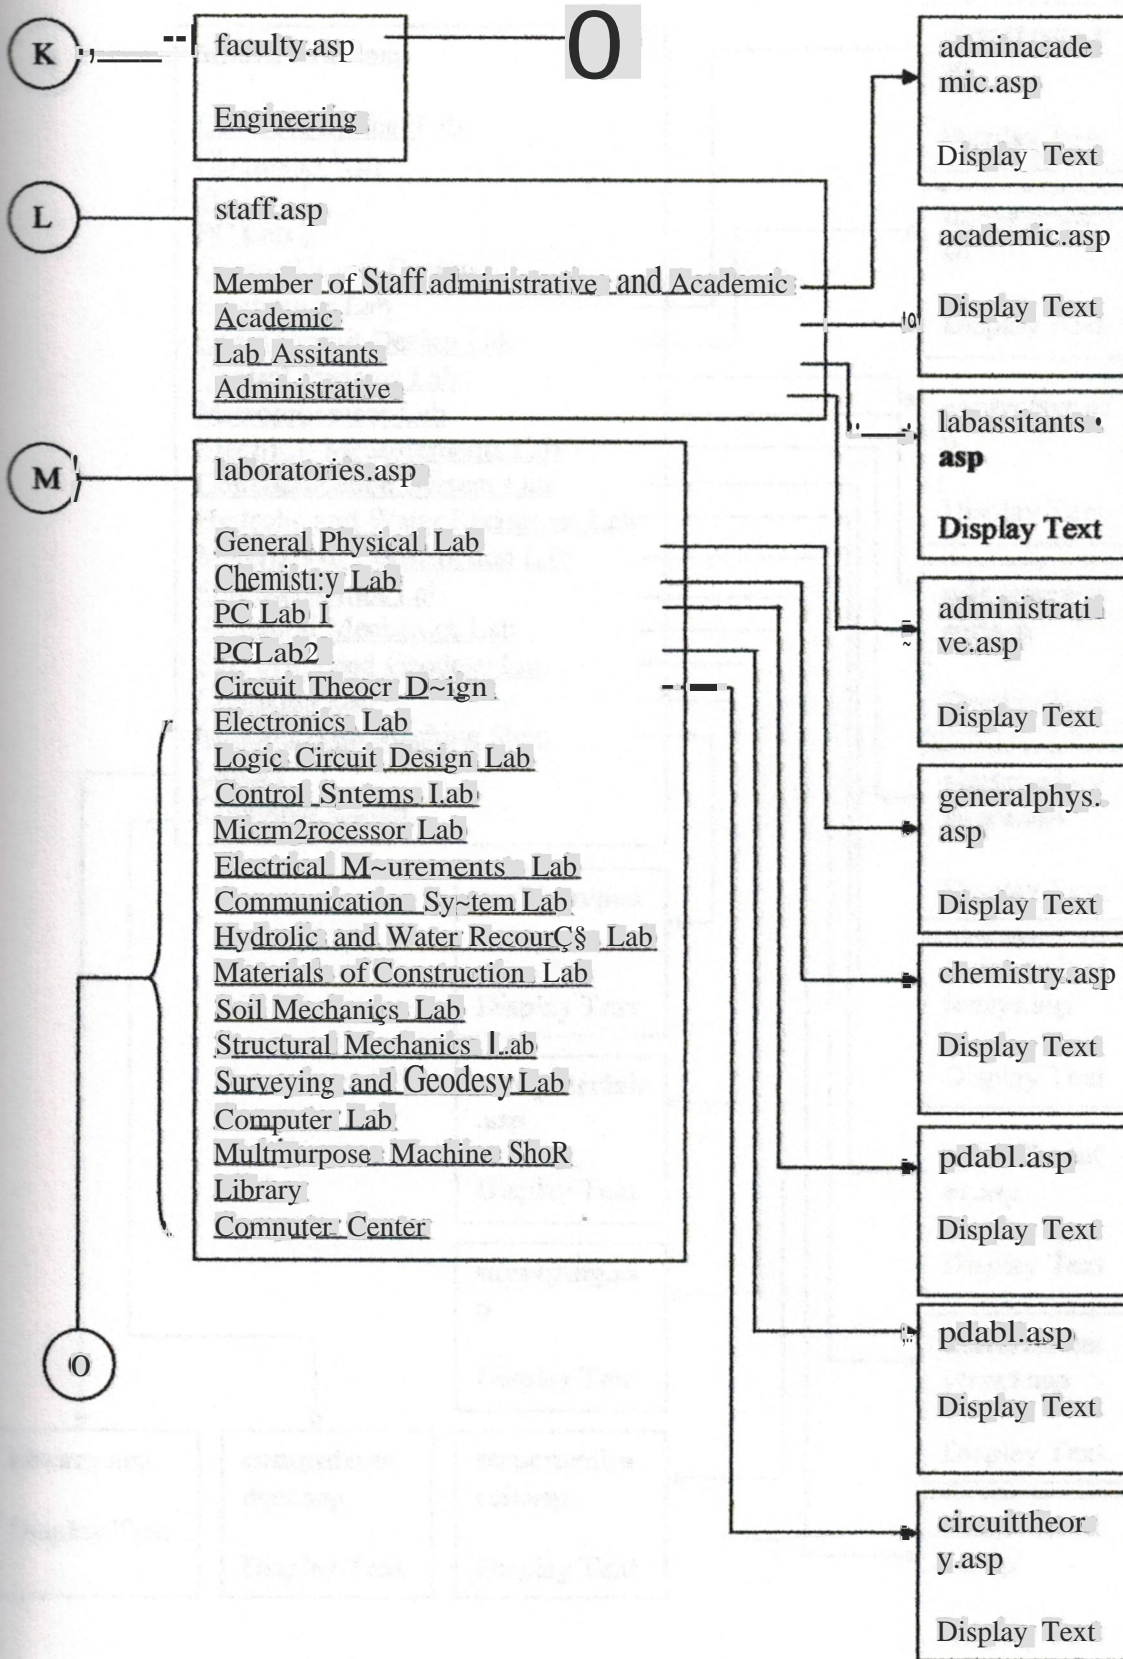 K
faculty.asp
Engineering
O
L
staff.asp
Member of Staff administrative and Academic
Academic
Lab Assitants
Administrative
M
laboratories.asp
General Physical Lab
Chemistı:y Lab
PC Lab I
PCLab2
Circuit Theocr D~ign
Electronics Lab
Logic Circuit Design Lab
Control Sntems I.ab
Micrm2rocessor Lab
Electrical M~urements Lab
Communication Sy~tem Lab
Hydrolic and Water RecourÇ§ Lab
Materials of Construction Lab
Soil Mechaniçs Lab
Structural Mechanics I..ab
Surveying and Geodesy Lab
Computer Lab
Multmurpose Machine ShoR
Library
Comnuter Center
O
adminacade
mic.asp
Display Text
academic.asp
Display Text
labassitants •
asp
Display Text
administrati
ve.asp
Display Text
generalphys.
asp
Display Text
chemistry.asp
Display Text
pdabl.asp
Display Text
pdabl.asp
Display Text
circuittheor
y.asp
Display Text